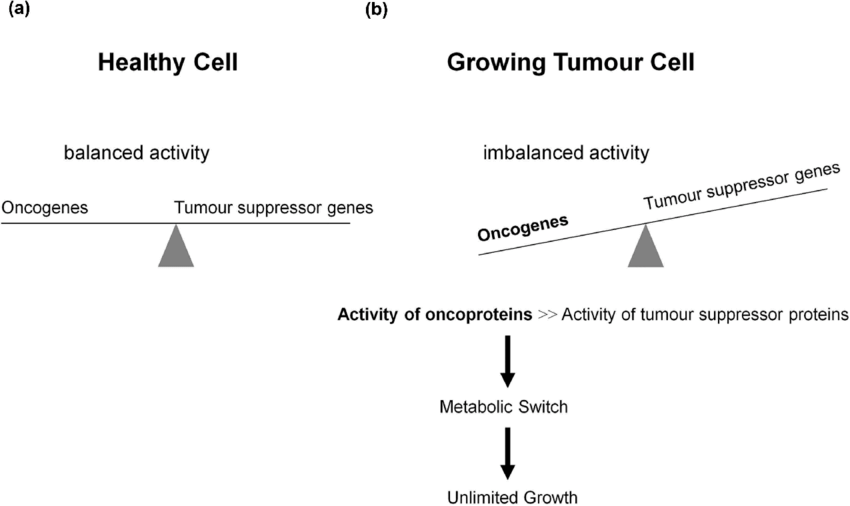 (a)
Healthy Cell
balanced activity
Oncogenes
Tumour suppressor genes
(b)
Growing Tumour Cell
imbalanced activity
Oncogenes
Tumour suppressor genes
Activity of oncoproteins >> Activity of tumour suppressor proteins
Metabolic Switch
Unlimited Growth